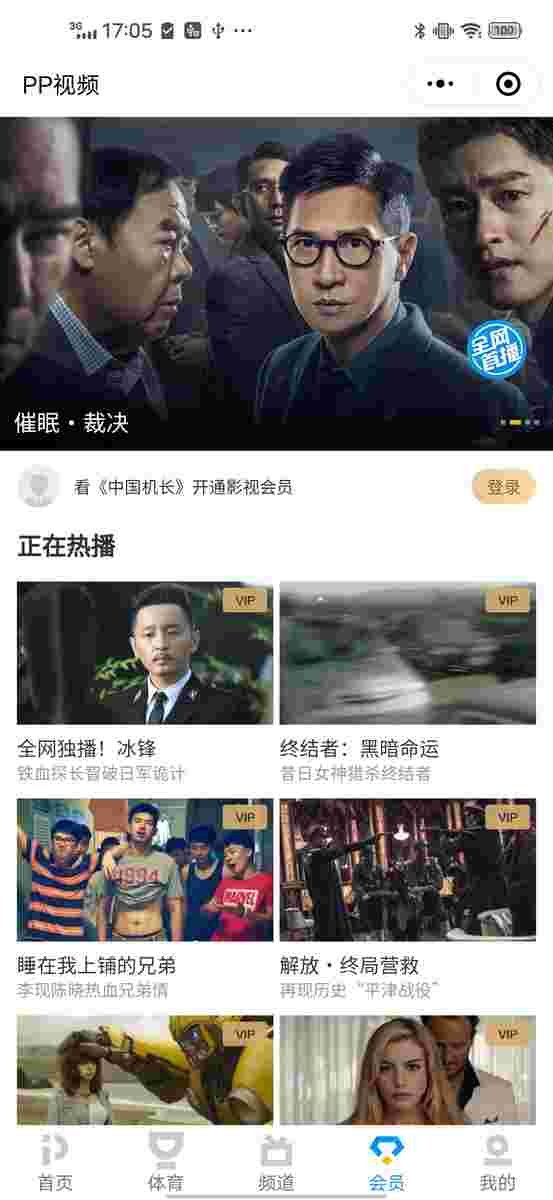 3G 17:05 100
PP视频
全网
直播
催眠·裁决
看《中国机长》开通影视会员
登录
正在热播
VIP
VIP
全网独播！冰锋
终结者：黑暗命运
铁血探长智破日军诡计
昔日女神猎杀终结者
VIP
VIP
1994
MARVEL
睡在我上铺的兄弟
解放·终局营救
李现陈晓热血兄弟情
再现历史“平津战役”
VIP
VIP
首页
体育
频道
会员
我的